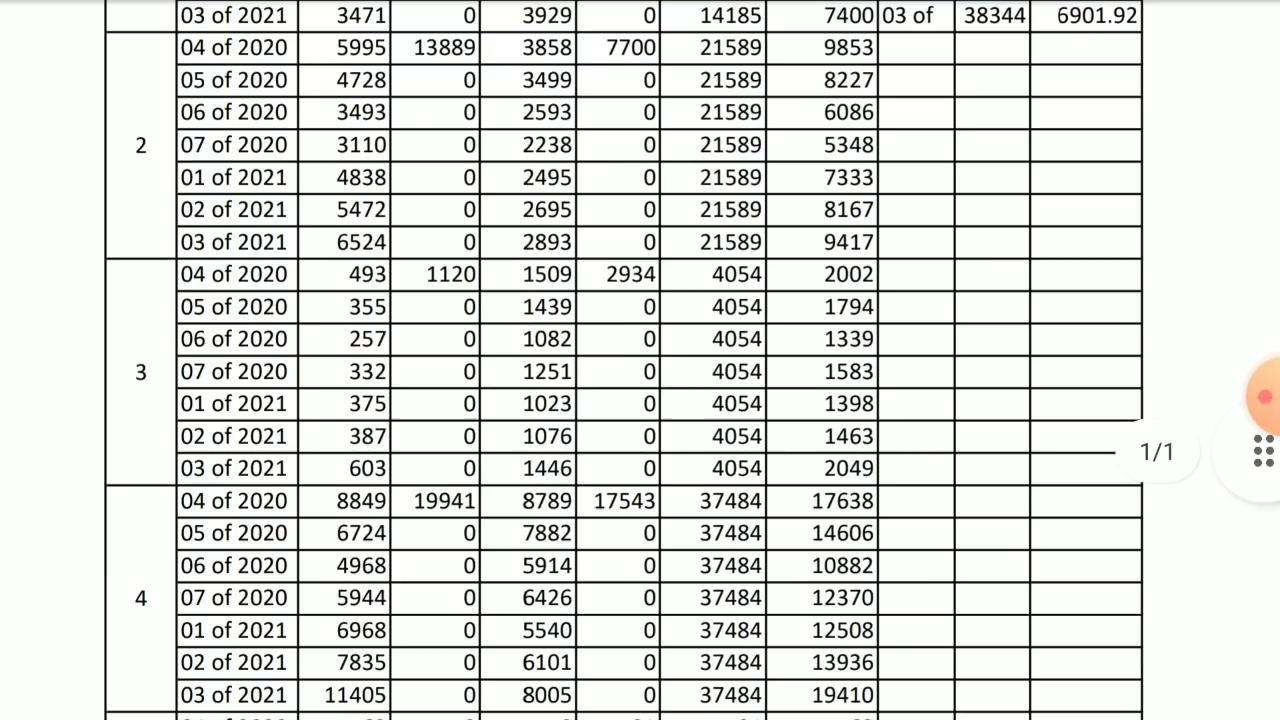 03 of 2021 3471 0 3929 0 14185 7400 03 of 38344 6901.92
04 of 2020 5995 13889 3858 7700 21589 9853
05 of 2020 4728 0 3499 0 21589 8227
06 of 2020 3493 0 2593 0 21589 6086
2 07 of 2020 3110 0 2238 0 21589 5348
01 of 2021 4838 0 2495 0 21589 7333
02 of 2021 5472 0 2695 0 21589 8167
03 of 2021 6524 0 2893 0 21589 9417
04 of 2020 493 1120 1509 2934 4054 2002
05 of 2020 355 0 1439 0 4054 1794
06 of 2020 257 0 1082 0 4054 1339
3 07 of 2020 332 0 1251 0 4054 1583
01 of 2021 375 0 1023 0 4054 1398
02 of 2021 387 0 1076 0 4054 1463
1/1
03 of 2021 603 0 1446 0 4054 2049
04 of 2020 8849 19941 8789 17543 37484 17638
05 of 2020 6724 0 7882 0 37484 14606
06 of 2020 4968 0 5914 0 37484 10882
4 07 of 2020 5944 0 6426 0 37484 12370
01 of 2021 6968 0 5540 0 37484 12508
02 of 2021 7835 0 6101 0 37484 13936
03 of 2021 11405 0 8005 0 37484 19410